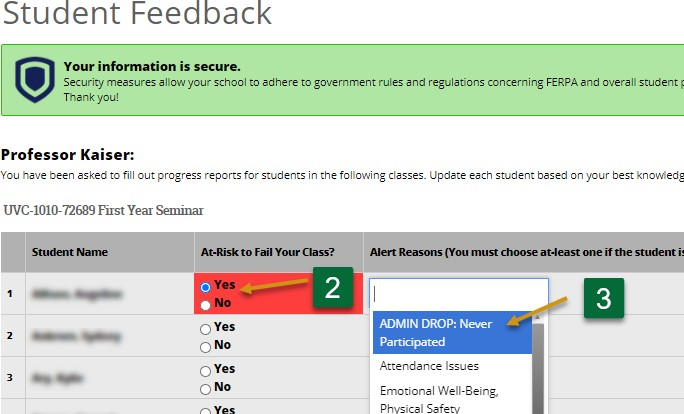 Student Feedback
Your information is secure.
Security measures allow your school to adhere to government rules and regulations concerning FERPA and overall student
Thank you!
Professor Kaiser:
You have been asked to fill out progress reports for students in the following classes. Update each student based on your best
UVC-1010-72689 First Year Seminar
Student Name At-Risk to Fail Your Class? Alert Reasons (You must choose at-least one if the student is
1 Yes
No
2
3
ADMIN DROP: Never
Participated
2 Yes
No
Attendance Issues
3 Yes
No
Emotional Well-Being,
Physical Safety
Yes